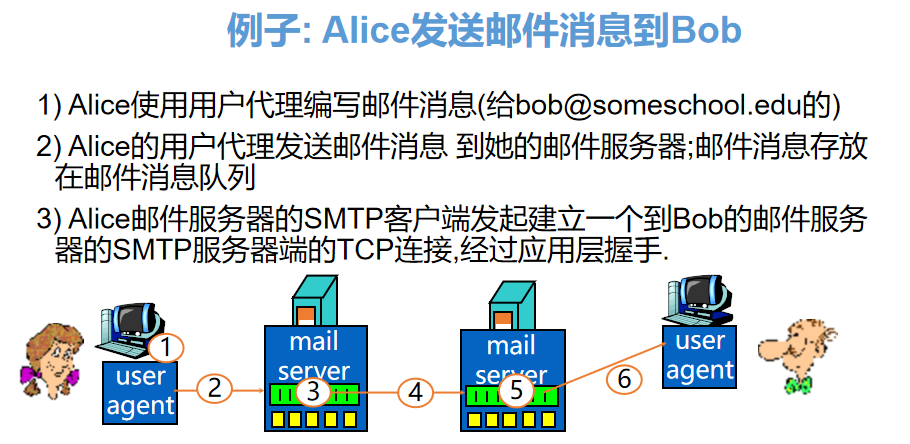 例子: Alice发送邮件消息到Bob
1) Alice使用用户代理编写邮件消息(给bob@someschool.edu的)
2) Alice的用户代理发送邮件消息 到她的邮件服务器;邮件消息存放
在邮件消息队列
3) Alice邮件服务器的SMTP客户端发起建立一个到Bob的邮件服务
器的SMTP服务器端的TCP连接,经过应用层握手.
1
user
agent
2
mail
server
3
4
mail
server
5
6
user
agent